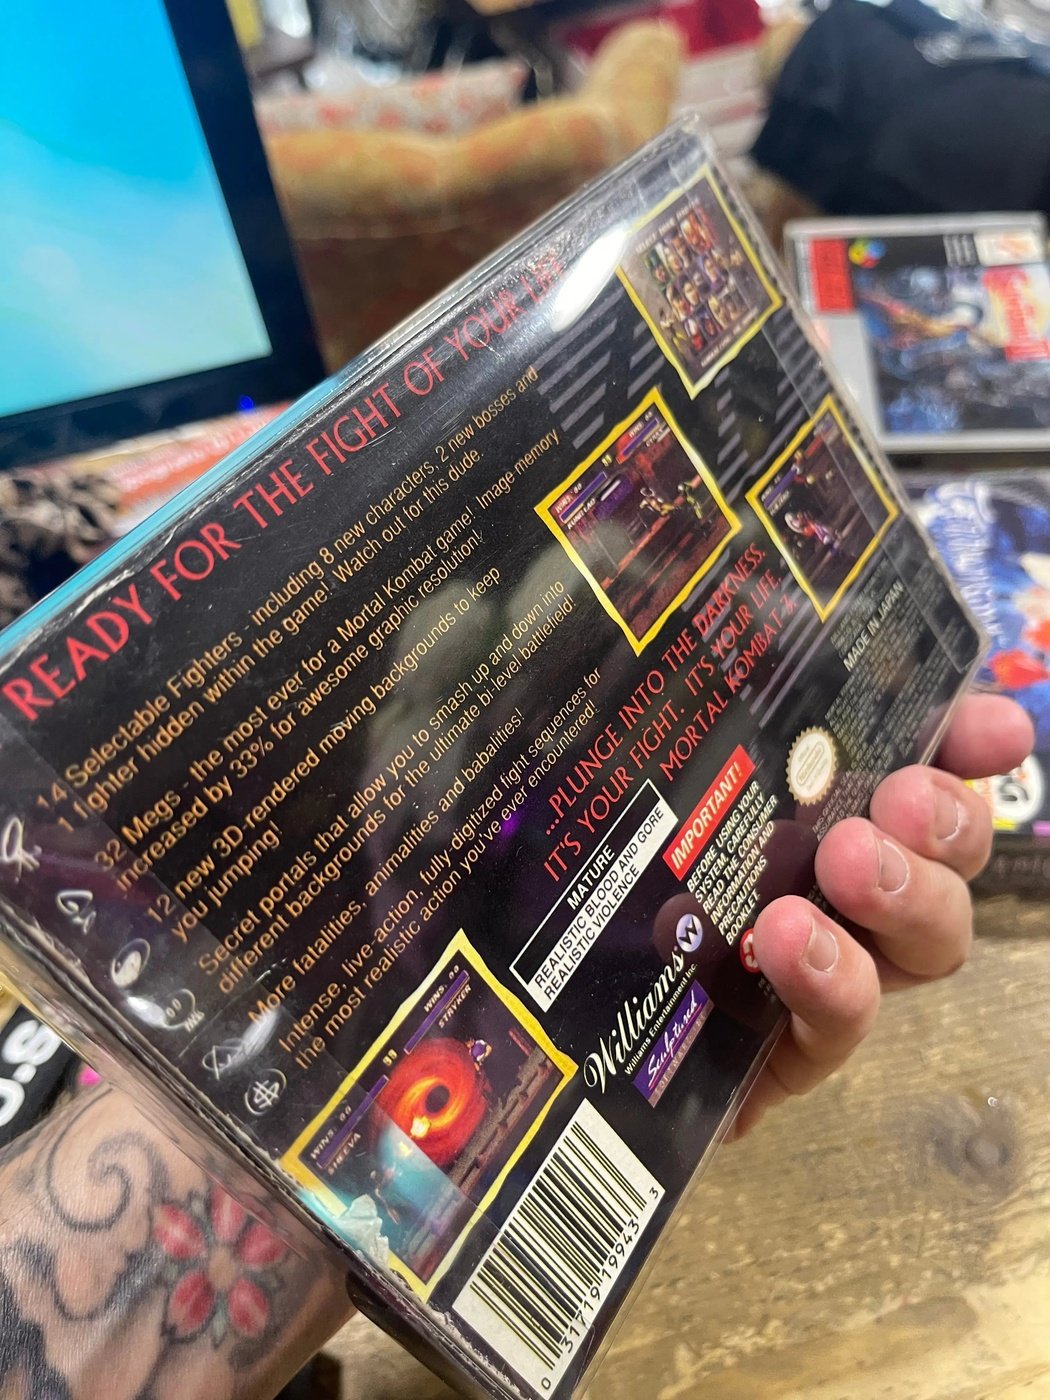 READY FOR THE FIGHT OF YOUR LIFE
14 Selectable Fighters - including 8 new characters, 2 new bosses and
1 fighter hidden within the game! Watch out for this dude.
32 Megs - the most ever for a Mortal Kombat game! Image memory
increased by 33% for awesome graphic resolution!
12 new 3D-rendered moving backgrounds to keep
you jumping!
Secret portals that allow you to smash up and down into
different backgrounds for the ultimate bi-level battlefield!
More fatalities, animalities and babalities!
Intense, live-action, fully digitized fight sequences for
the most realistic action you've ever encountered!
...PLUNGE INTO THE DARKNESS.
IT'S YOUR FIGHT. IT'S YOUR LIFE,
MORTAL KOMBAT 3.
MADE IN JAPAN
MATURE
REALISTIC BLOOD AND GORE
REALISTIC VIOLENCE
IMPORTANT!
BEFORE USING YOUR
SYSTEM, CAREFULLY
READ THE CONSUMER
INFORMATION AND
PRECAUTIONS
BOOKLET
Williams
Williams Entertainment Inc.
Sculptured
WINS: 00
SHEEVA
99
WINS: 00
STRYKER
0 31719 19943 3